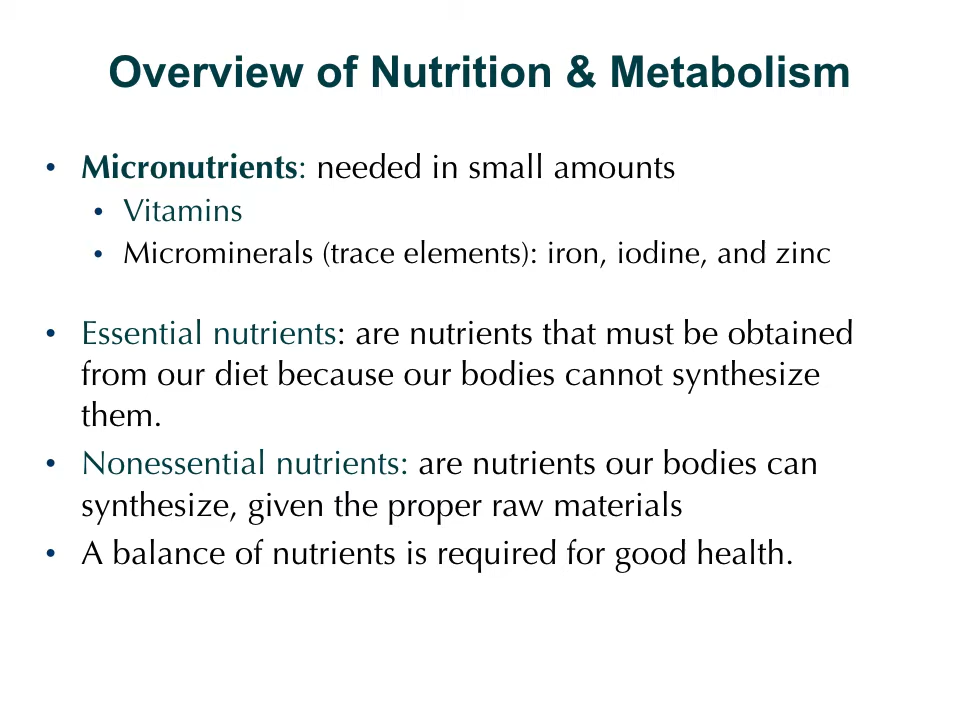 Overview of Nutrition & Metabolism
• Micronutrients: needed in small amounts
• Vitamins
• Microminerals (trace elements): iron, iodine, and zinc
• Essential nutrients: are nutrients that must be obtained
from our diet because our bodies cannot synthesize
them.
• Nonessential nutrients: are nutrients our bodies can
synthesize, given the proper raw materials
• A balance of nutrients is required for good health.